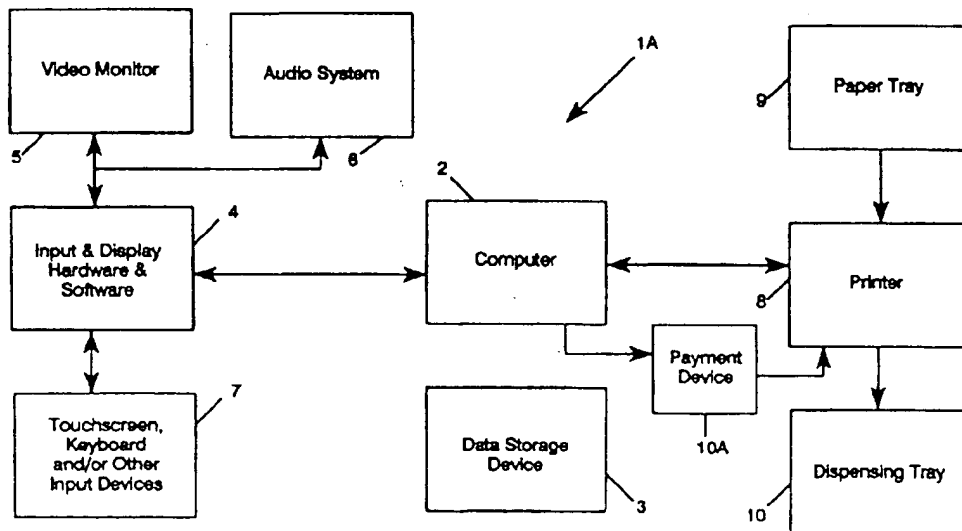 Video Monitor
5
Audio System
6
1A
9
Paper Tray
4
Input & Display
Hardware &
Software
2
Computer
8
Printer
Payment
Device
10A
7
Touchscreen,
Keyboard
and/or Other
Input Devices
Data Storage
Device
3
10
Dispensing Tray